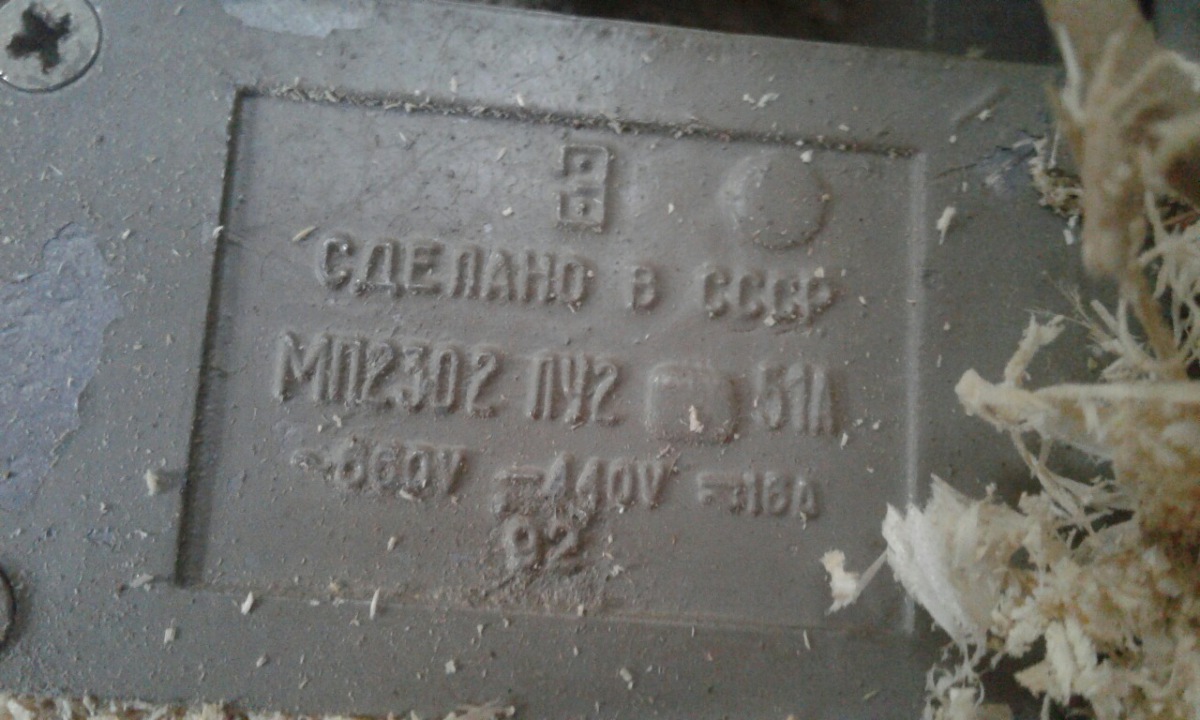 СДЕЛАНО В СССР
МП2302 ЛУ2 51А
~660V =440V ≂16А
92